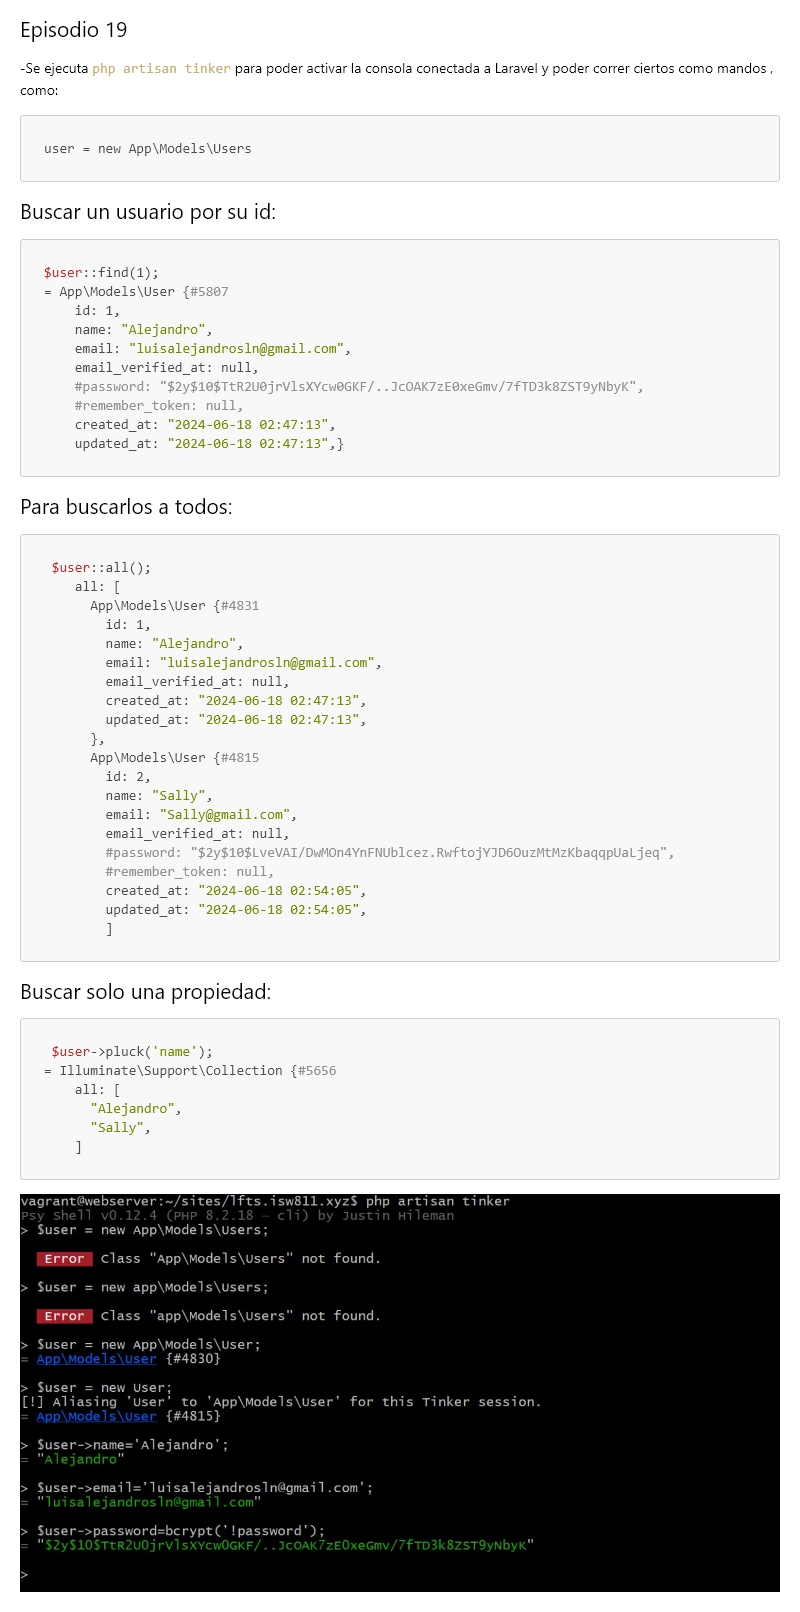 Episodio 19
-Se ejecuta php artisan tinker para poder activar la consola conectada a Laravel y poder correr ciertos como mandos ,
como:
user = new App\Models\Users
Buscar un usuario por su id:
$user::find(1);
= App\Models\User {#5807
id: 1,
name: "Alejandro",
email: "luisalejandrosln@gmail.com",
email_verified_at: null,
#password: "$2y$10$TtR2U0jrVlsXYcw0GKF/..JcOAK7zE0xeGmv/7fTD3k8ZST9yNbyK",
#remember_token: null,
created_at: "2024-06-18 02:47:13",
updated_at: "2024-06-18 02:47:13",}
Para buscarlos a todos:
$user::all();
all: [
App\Models\User {#4831
id: 1,
name: "Alejandro",
email: "luisalejandrosln@gmail.com",
email_verified_at: null,
created_at: "2024-06-18 02:47:13",
updated_at: "2024-06-18 02:47:13",
},
App\Models\User {#4815
id: 2,
name: "Sally",
email: "Sally@gmail.com",
email_verified_at: null,
#password: "$2y$10$LveVAI/DwMOn4YnFNUblcez.RwftojYJD6OuzMtMzKbaqqpUaLjeq",
#remember_token: null,
created_at: "2024-06-18 02:54:05",
updated_at: "2024-06-18 02:54:05",
]
Buscar solo una propiedad:
$user->pluck('name');
= Illuminate\Support\Collection {#5656
all: [
"Alejandro",
"Sally",
]
vagrant@webserver:~/sites/lfts.isw811.xyz$ php artisan tinker
Psy Shell v0.12.4 (PHP 8.2.18 — cli) by Justin Hileman
> $user = new App\Models\Users;
Error Class "App\Models\Users" not found.
> $user = new app\Models\Users;
Error Class "app\Models\Users" not found.
> $user = new App\Models\User;
= App\Models\User {#4830}
> $user = new User;
[!] Aliasing 'User' to 'App\Models\User' for this Tinker session.
= App\Models\User {#4815}
> $user->name='Alejandro';
= "Alejandro"
> $user->email='luisalejandrosln@gmail.com';
= "luisalejandrosln@gmail.com"
> $user->password=bcrypt('!password');
= "$2y$10$TtR2U0jrVlsXYcw0GKF/..JcOAK7zE0xeGmv/7fTD3k8ZST9yNbyK"
>